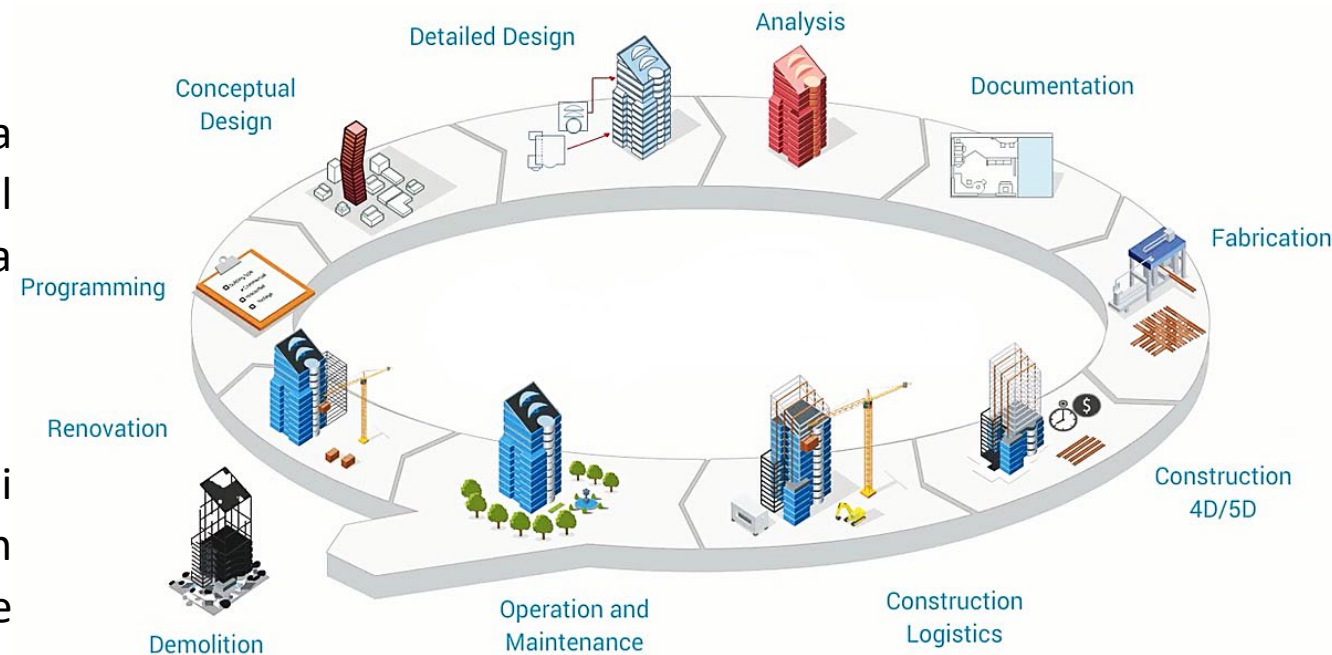 Detailed Design
Analysis
Conceptual
Design
Documentation
a
l
a
Fabrication
Programming
Renovation
i
n
e
Construction
4D/5D
$
Operation and
Maintenance
Construction
Logistics
Demolition